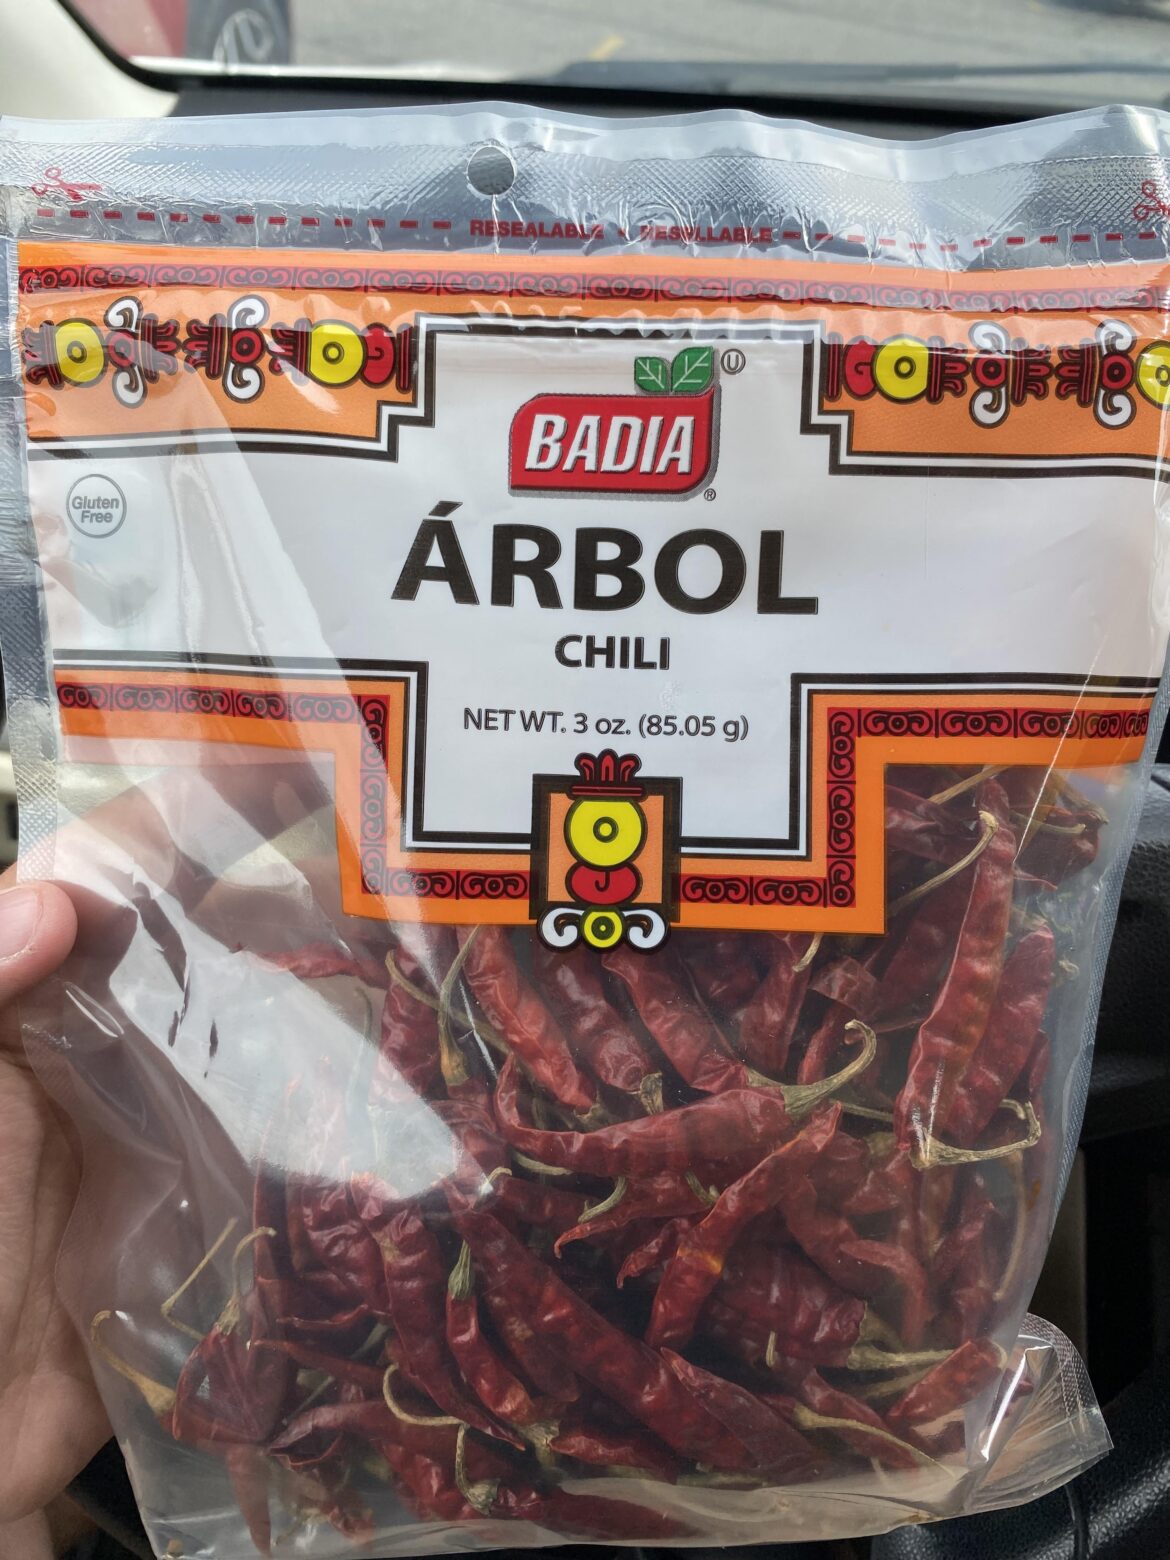 RESEALABLE • RESELLABLE
BADIA®
Ⓤ
Gluten
Free
ÁRBOL
CHILI
NET WT. 3 oz. (85.05 g)